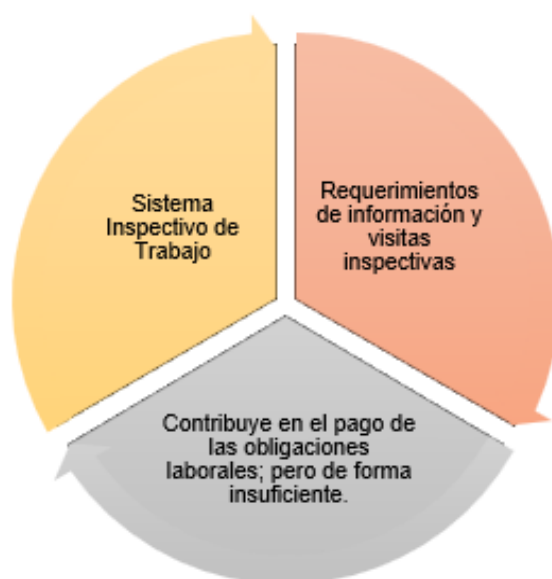 Sistema
Inspectivo de
Trabajo
Requerimientos
de información y
visitas
inspectivas
Contribuye en el pago de
las obligaciones
laborales; pero de forma
insuficiente.